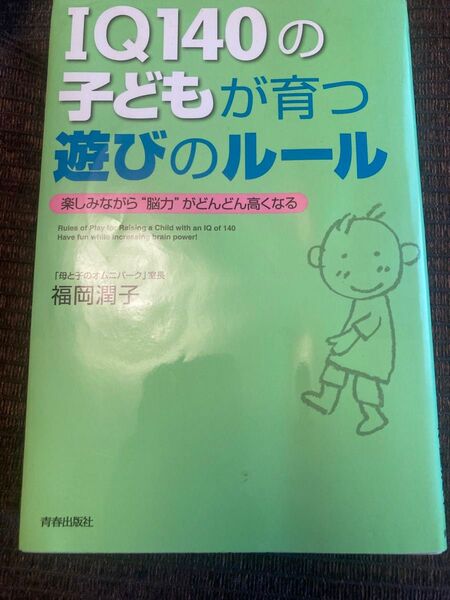 IQ140の
子どもが育つ
遊びのルール
楽しみながら“脳力”がどんどん高くなる
Rules of Play for Raising a Child with an IQ of 140
Have fun while increasing brain power!
「母と子のオムニパーク」室長
福岡潤子
青春出版社